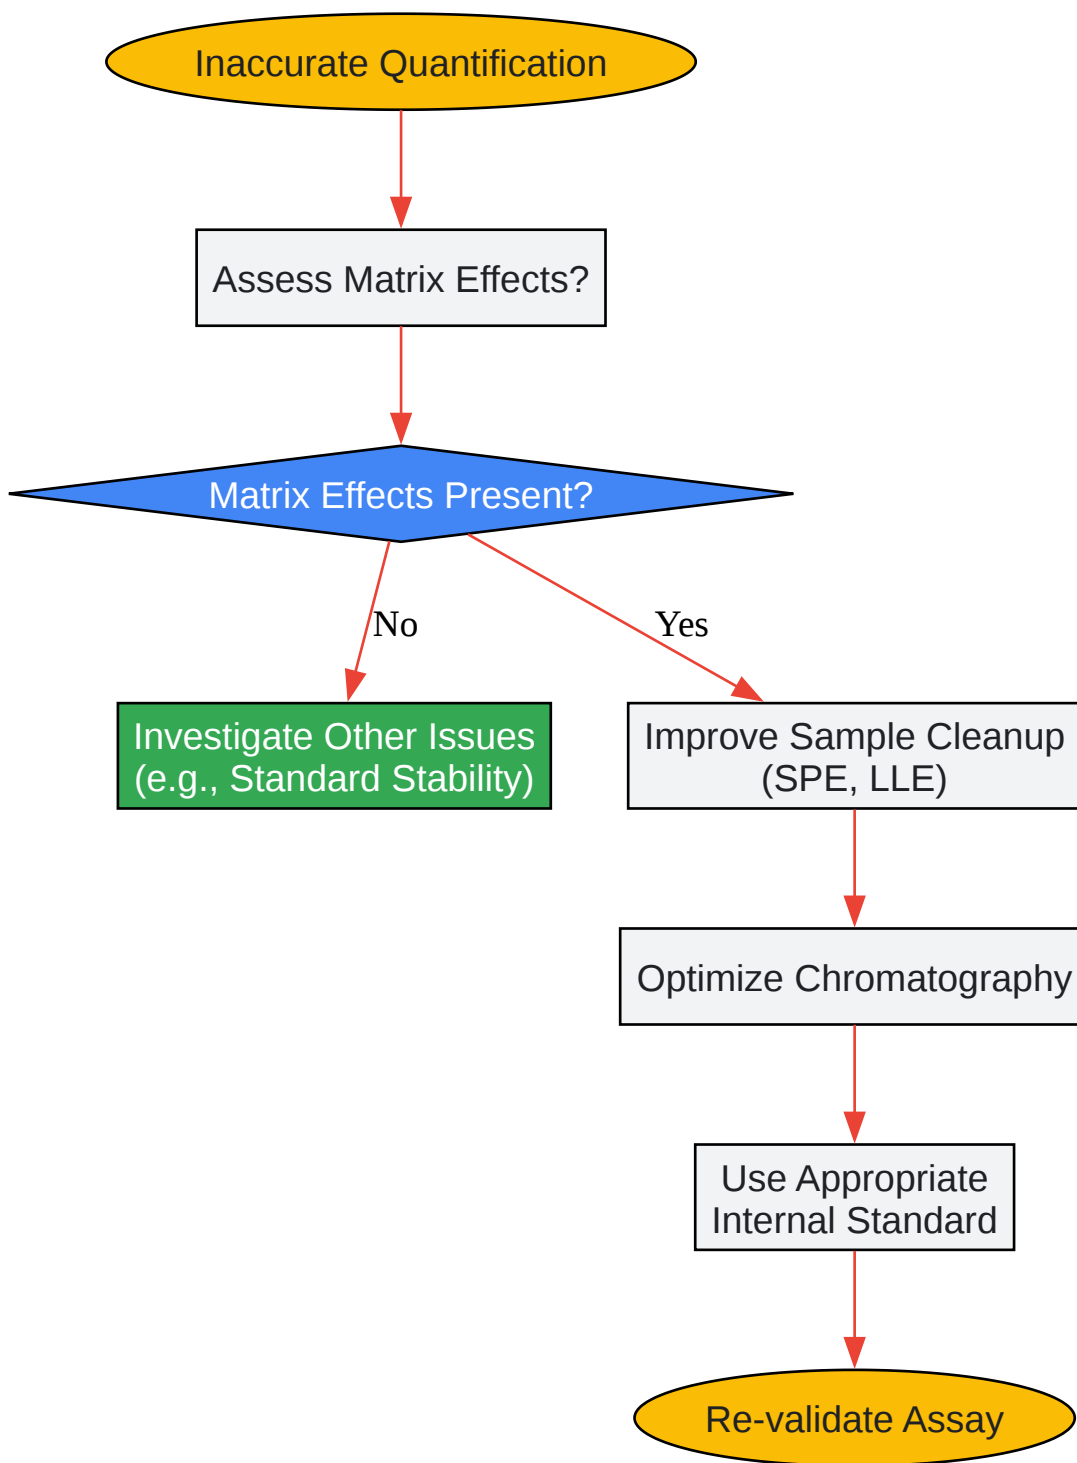 Inaccurate Quantification
Assess Matrix Effects?
Matrix Effects Present?
No
Yes
Investigate Other Issues
(e.g., Standard Stability)
Improve Sample Cleanup
(SPE, LLE)
Optimize Chromatography
Use Appropriate
Internal Standard
Re-validate Assay